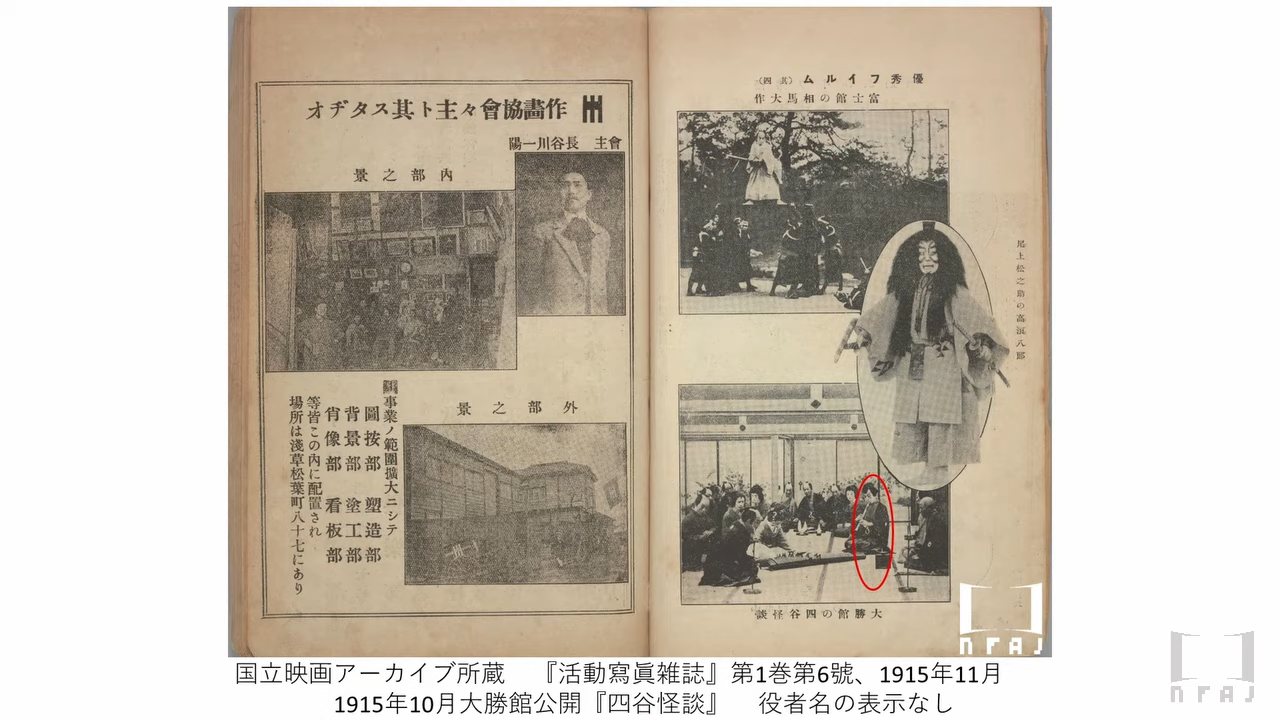 優秀フイルム(其四)
富士館の相馬大作
尾上松之助の高濱八郎
大勝館の四谷怪談
作畫協會々主ト其スタヂオ
會主 長谷川一陽
內部之景
外部之景
事業ノ範圍擴大ニシテ
圖按部 塑造部
背景部 塗工部
肖像部 看板部
等皆この內に配置され
場所は淺草松葉町八十七にあり
NFAJ
NFAJ
国立映画アーカイブ所蔵 『活動寫眞雑誌』第1巻第6號、1915年11月
1915年10月大勝館公開『四谷怪談』 役者名の表示なし